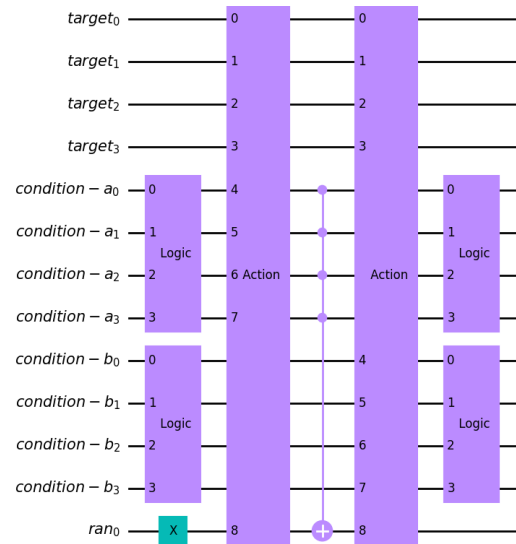 target₀ 0 0
target₁ 1 1
target₂ 2 2
target₃ 3 3
condition − a₀ 0 4 0
condition − a₁ 1 5 1
Logic Logic
condition − a₂ 2 6 Action Action 2
condition − a₃ 3 7 3
condition − b₀ 0 4 0
condition − b₁ 1 5 1
Logic Logic
condition − b₂ 2 6 2
condition − b₃ 3 7 3
ran₀ X 8 8